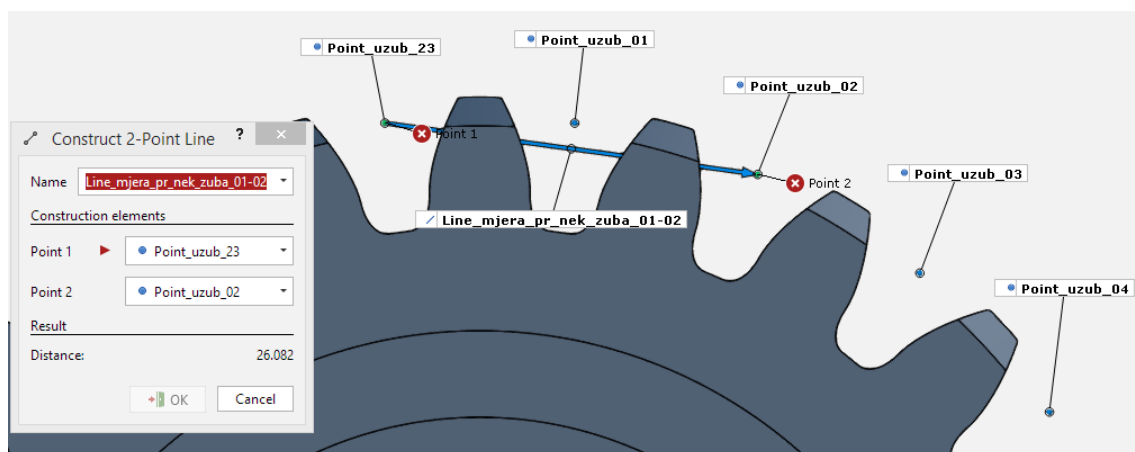 Point_uzub_23
Point_uzub_01
Point_uzub_02
Point 1
Point 2
Point_uzub_03
Line_mjera_pr_nek_zuba_01-02
Point_uzub_04
Construct 2-Point Line ? ×
Name Line_mjera_pr_nek_zuba_01-02
Construction elements
Point 1 Point_uzub_23
Point 2 Point_uzub_02
Result
Distance: 26.082
OK Cancel